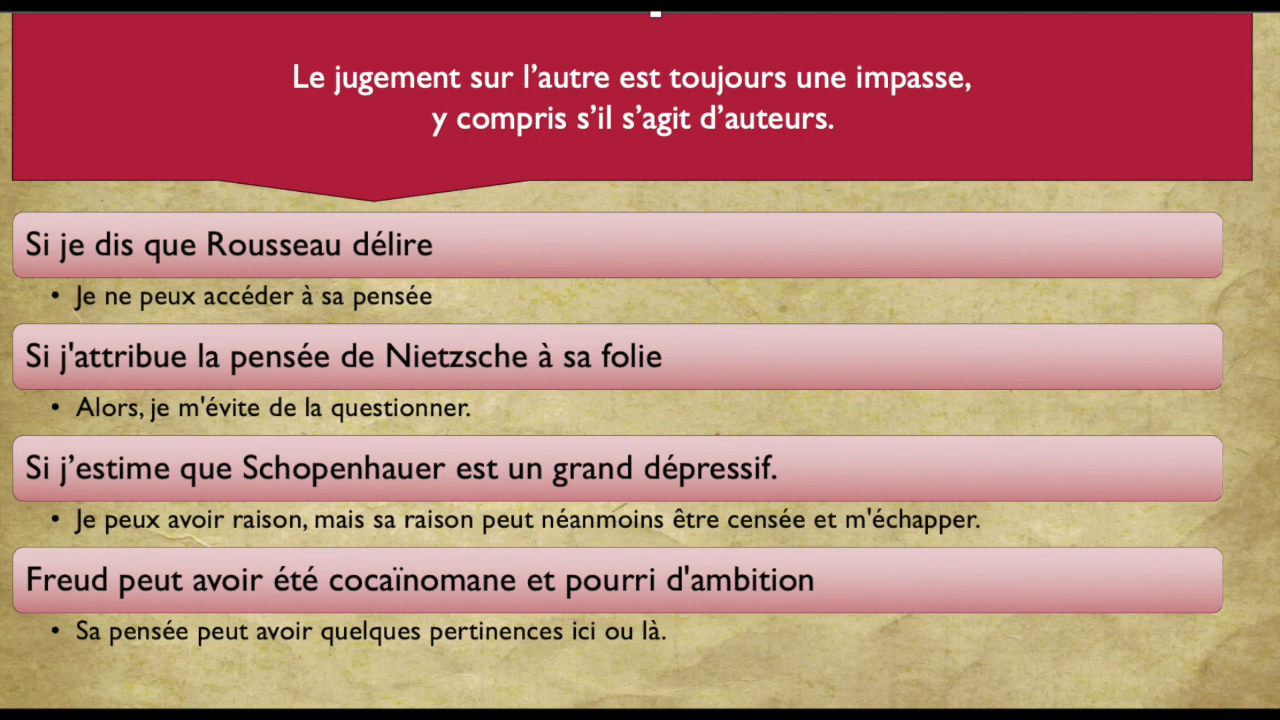 Le jugement sur l’autre est toujours une impasse,
y compris s’il s’agit d’auteurs.
Si je dis que Rousseau délire
• Je ne peux accéder à sa pensée
Si j'attribue la pensée de Nietzsche à sa folie
• Alors, je m'évite de la questionner.
Si j’estime que Schopenhauer est un grand dépressif.
• Je peux avoir raison, mais sa raison peut néanmoins être censée et m'échapper.
Freud peut avoir été cocaïnomane et pourri d'ambition
• Sa pensée peut avoir quelques pertinences ici ou là.